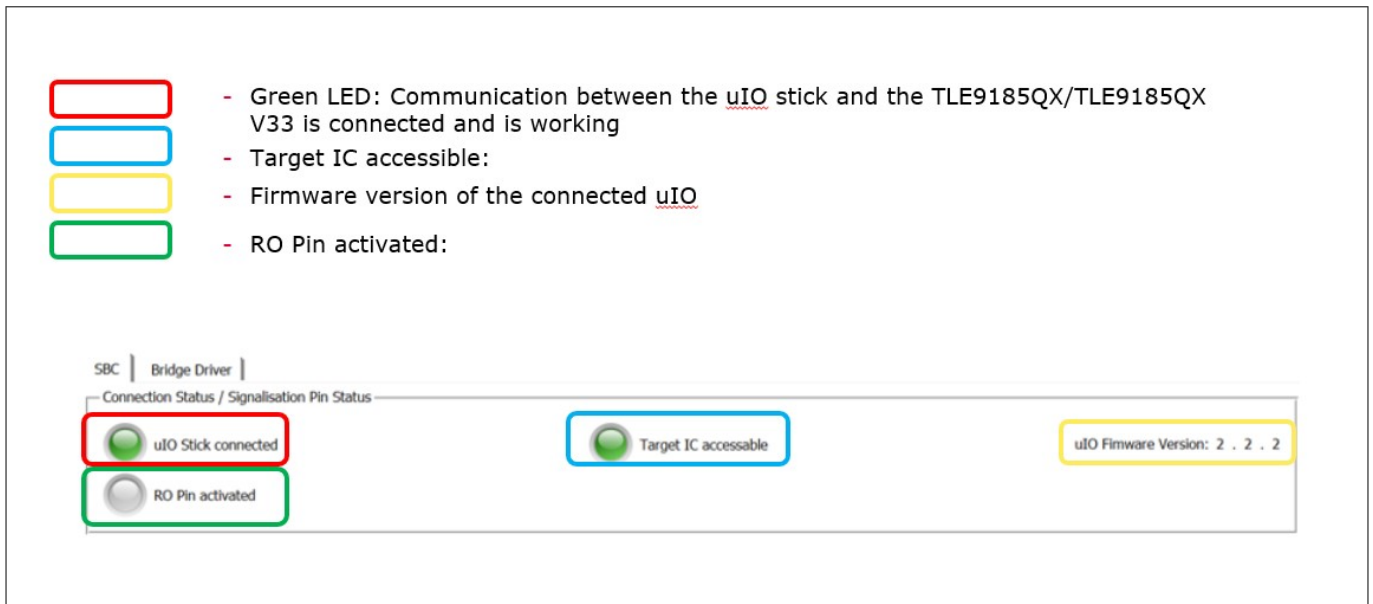 - Green LED: Communication between the uIO stick and the TLE9185QX/TLE9185QX
V33 is connected and is working
- Target IC accessible:
- Firmware version of the connected uIO
- RO Pin activated:
SBC | Bridge Driver |
Connection Status / Signalisation Pin Status
uIO Stick connected
Target IC accessable
uIO Fimware Version: 2 . 2 . 2
RO Pin activated